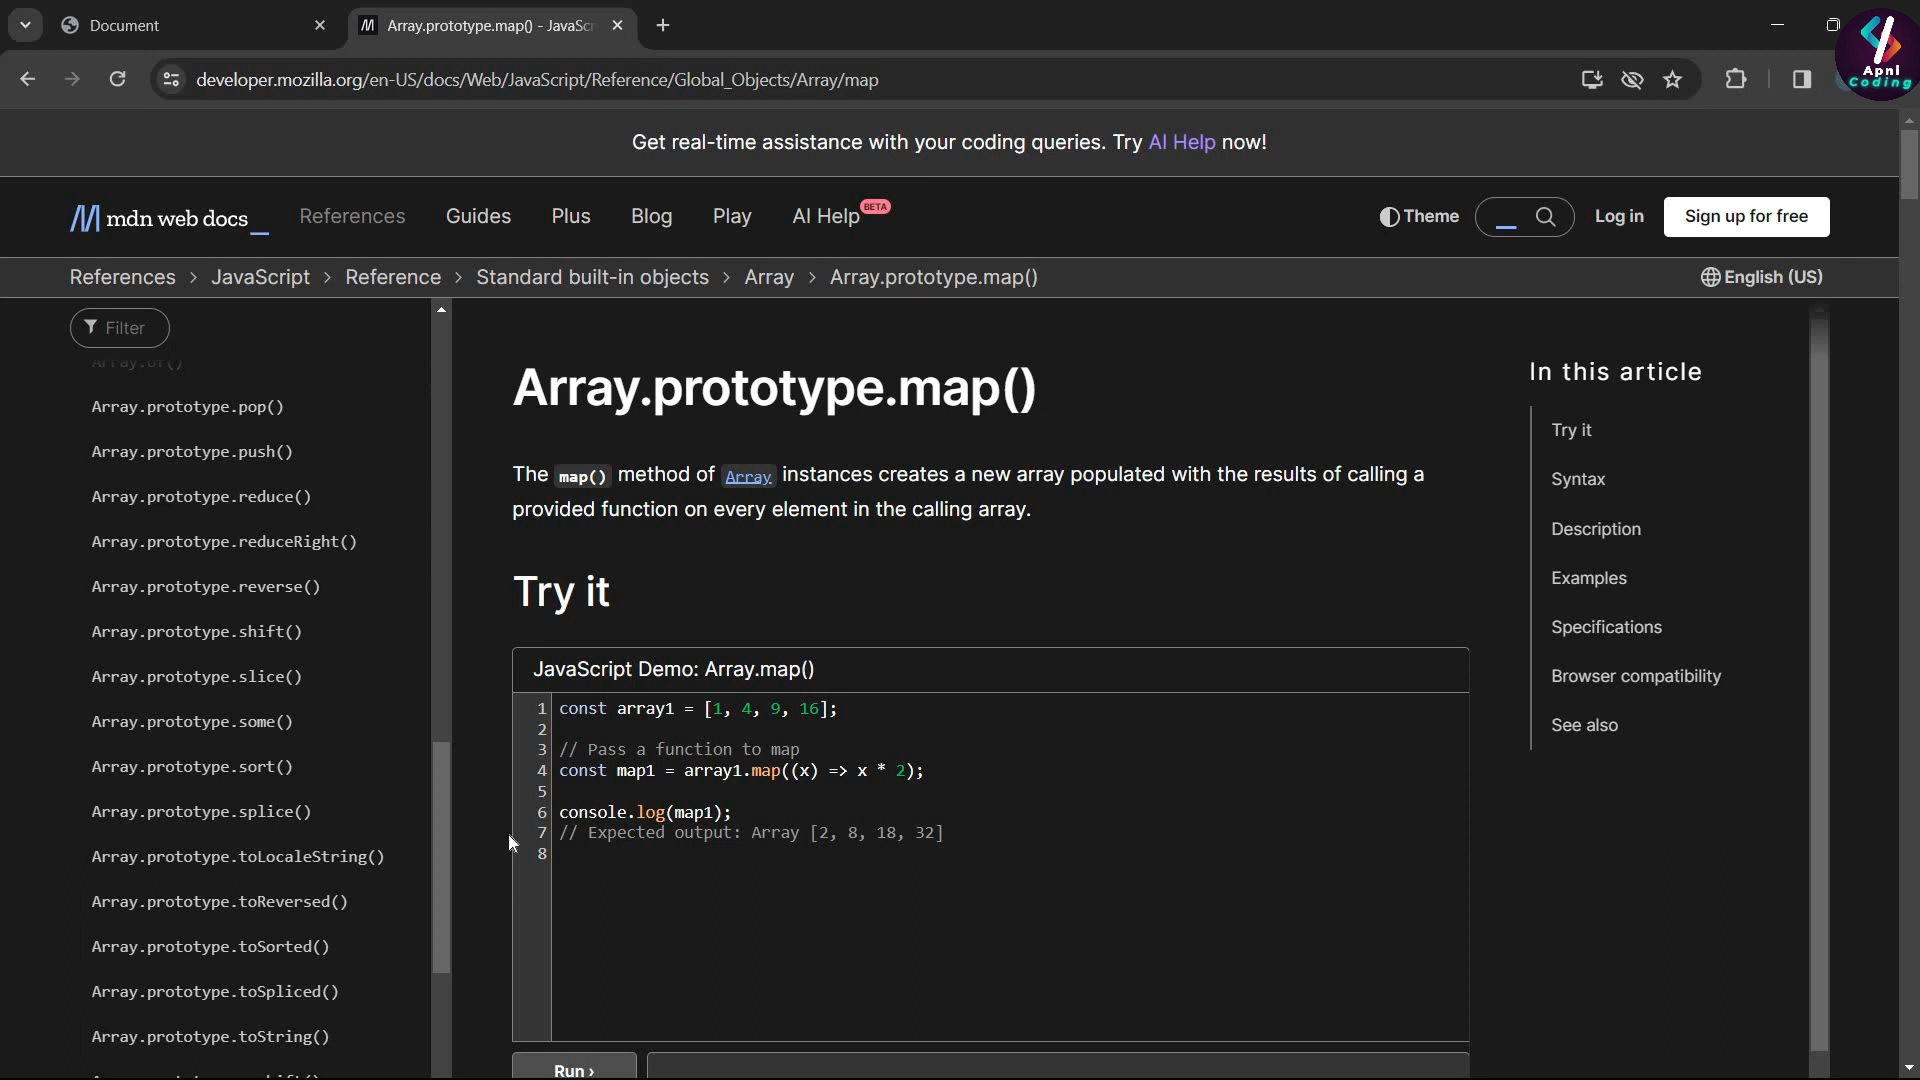 Document
Array.prototype.map() - JavaSc
developer.mozilla.org/en-US/docs/Web/JavaScript/Reference/Global_Objects/Array/map
Apni
Coding
Get real-time assistance with your coding queries. Try AI Help now!
mdn web docs_
References
Guides
Plus
Blog
Play
AI Help
BETA
Theme
Log in
Sign up for free
References > JavaScript > Reference > Standard built-in objects > Array > Array.prototype.map()
English (US)
Filter
Array.of()
Array.prototype.pop()
Array.prototype.push()
Array.prototype.reduce()
Array.prototype.reduceRight()
Array.prototype.reverse()
Array.prototype.shift()
Array.prototype.slice()
Array.prototype.some()
Array.prototype.sort()
Array.prototype.splice()
Array.prototype.toLocaleString()
Array.prototype.toReversed()
Array.prototype.toSorted()
Array.prototype.toSpliced()
Array.prototype.toString()
Array.prototype.map()
The map() method of Array instances creates a new array populated with the results of calling a
provided function on every element in the calling array.
Try it
JavaScript Demo: Array.map()
1 const array1 = [1, 4, 9, 16];
2
3 // Pass a function to map
4 const map1 = array1.map((x) => x * 2);
5
6 console.log(map1);
7 // Expected output: Array [2, 8, 18, 32]
8
Run ›
In this article
Try it
Syntax
Description
Examples
Specifications
Browser compatibility
See also